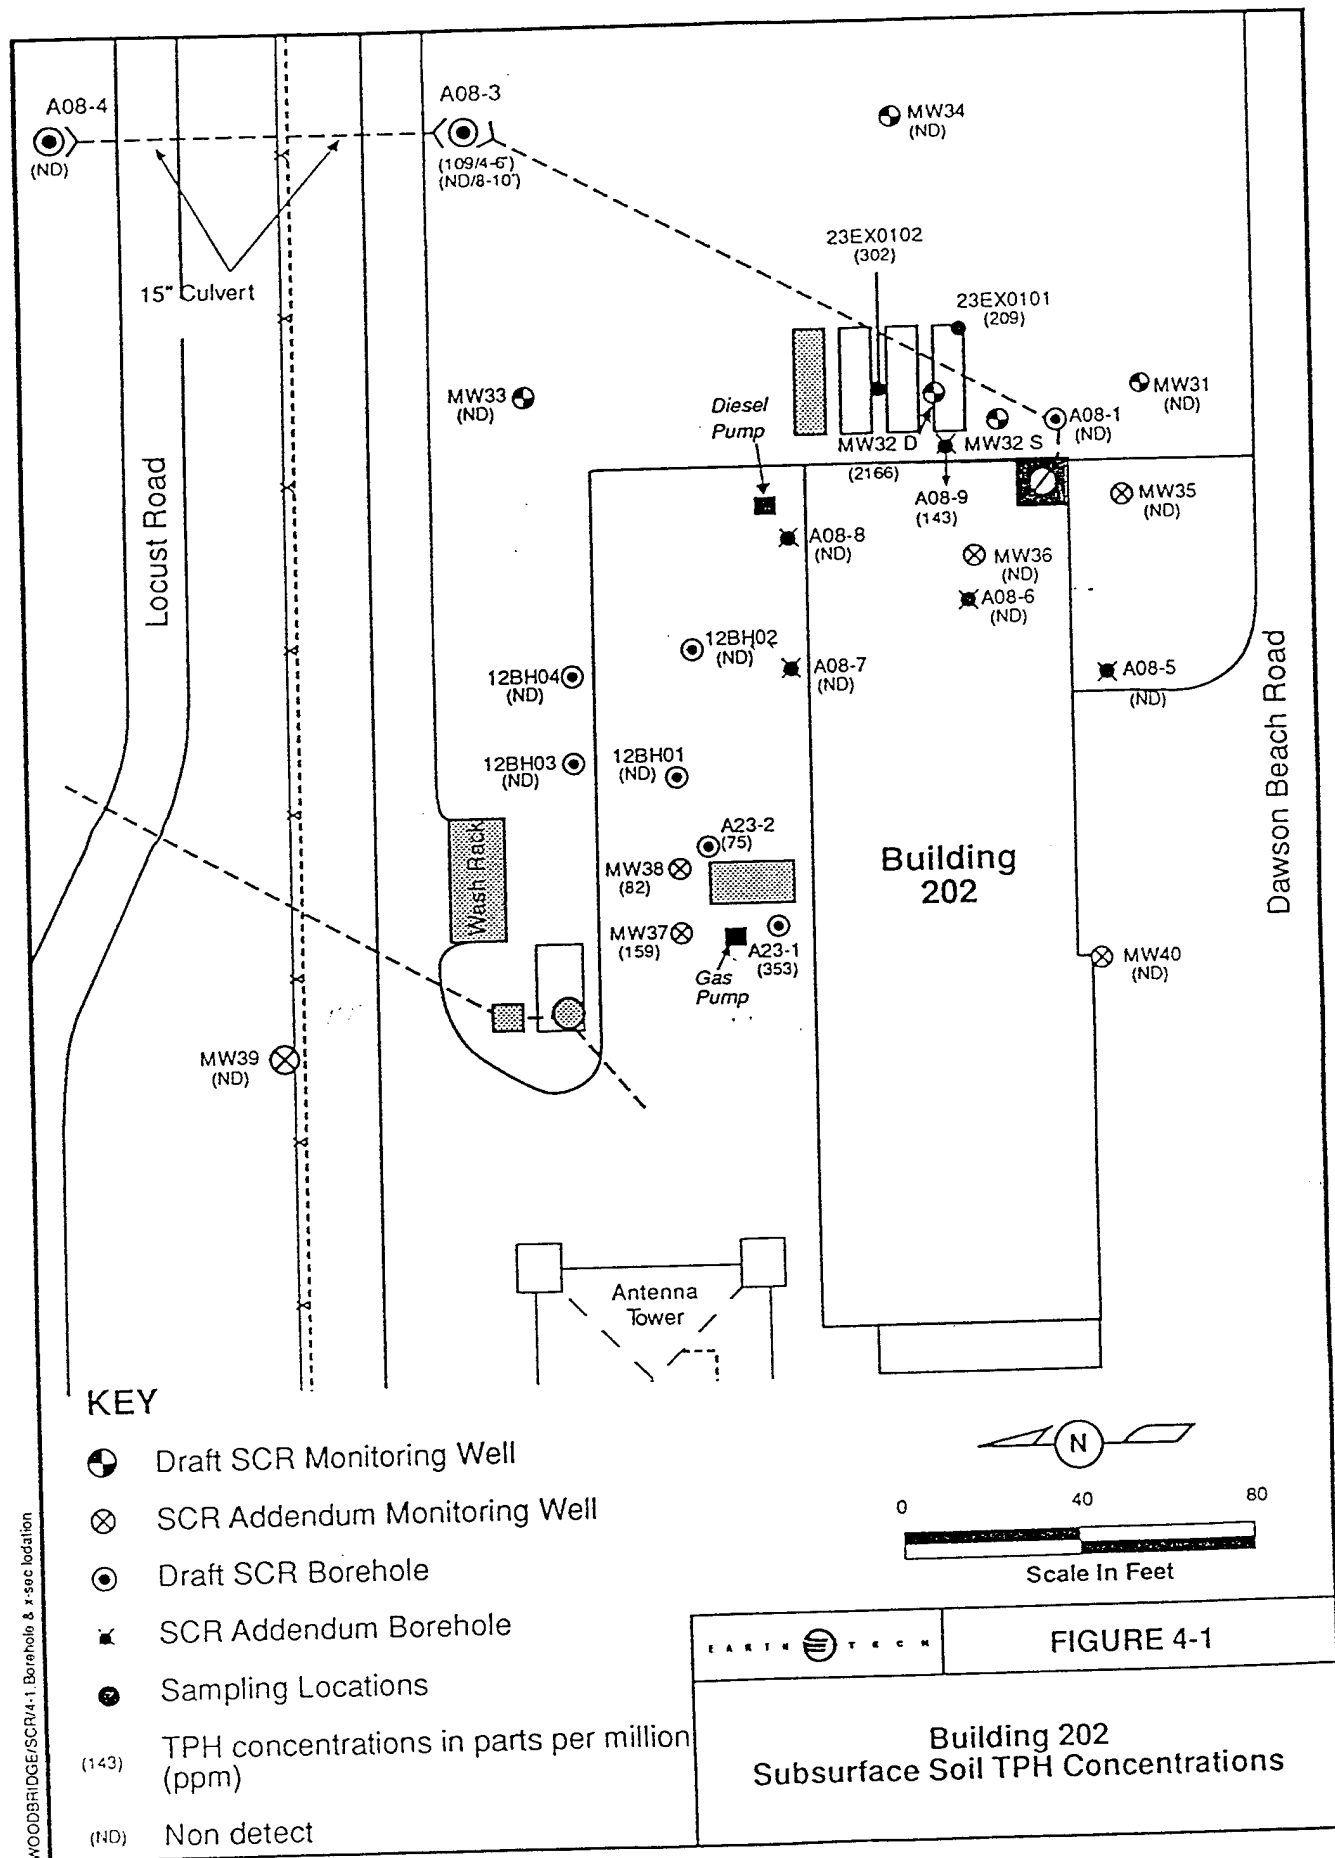 A08-4
(ND)
A08-3
(109/4-6')
(ND/8-10')
MW34
(ND)
15" Culvert
23EX0102
(302)
23EX0101
(209)
MW33
(ND)
Diesel
Pump
MW31
(ND)
A08-1
(ND)
MW32 D
(2166)
MW32 S
A08-9
(143)
MW35
(ND)
A08-8
(ND)
MW36
(ND)
A08-6
(ND)
Locust Road
12BH02
(ND)
12BH04
(ND)
A08-7
(ND)
A08-5
(ND)
Dawson Beach Road
12BH03
(ND)
12BH01
(ND)
A23-2
(75)
Wash Rack
MW38
(82)
Building
202
MW37
(159)
A23-1
(353)
Gas
Pump
MW40
(ND)
MW39
(ND)
Antenna
Tower
KEY
Draft SCR Monitoring Well
SCR Addendum Monitoring Well
Draft SCR Borehole
SCR Addendum Borehole
Sampling Locations
(143) TPH concentrations in parts per million
(ppm)
(ND) Non detect
N
0 40 80
Scale In Feet
EARTH TECH
FIGURE 4-1
Building 202
Subsurface Soil TPH Concentrations
WOODBRIDGE/SCR/4-1.Borehole & x-sec lodation